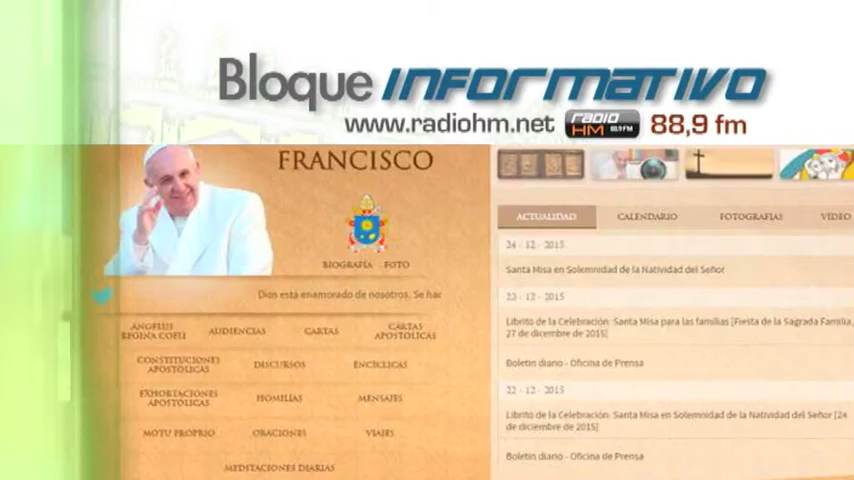 Bloque INFORMATIVO
www.radiohm.net RADIO HM 88,9 FM 88,9 fm
FRANCISCO
BIOGRAFÍA FOTO
Dios está enamorado de nosotros. Se hac
ÁNGELUS REGINA COELI AUDIENCIAS CARTAS CARTAS APOSTÓLICAS
CONSTITUCIONES APOSTÓLICAS DISCURSOS ENCÍCLICAS
EXHORTACIONES APOSTÓLICAS HOMILÍAS MENSAJES
MOTU PROPRIO ORACIONES VIAJES
MEDITACIONES DIARIAS
ACTUALIDAD CALENDARIO FOTOGRAFÍAS VIDEO
24 - 12 - 2015
Santa Misa en Solemnidad de la Natividad del Señor
23 - 12 - 2015
Librito de la Celebración: Santa Misa para las familias [Fiesta de la Sagrada Familia,
27 de diciembre de 2015]
Boletín diario - Oficina de Prensa
22 - 12 - 2015
Librito de la Celebración: Santa Misa en Solemnidad de la Natividad del Señor [24
de diciembre de 2015]
Boletín diario - Oficina de Prensa